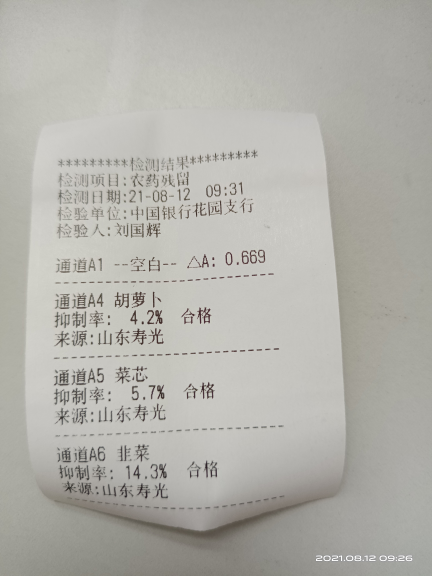 *********检测结果*********
检测项目:农药残留
检测日期:21-08-12 09:31
检验单位:中国银行花园支行
检验人:刘国辉
通道A1 --空白-- △A: 0.669
通道A4 胡萝卜
抑制率: 4.2% 合格
来源:山东寿光
通道A5 菜芯
抑制率: 5.7% 合格
来源:山东寿光
通道A6 韭菜
抑制率: 14.3% 合格
来源:山东寿光
2021.08.12 09:26